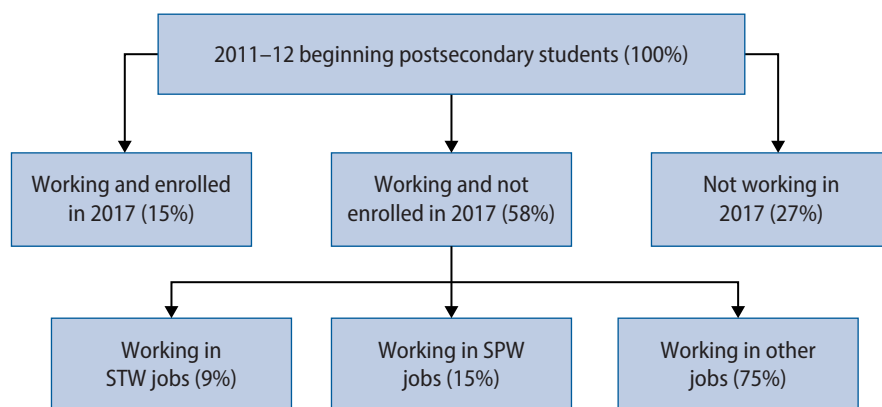 2011–12 beginning postsecondary students (100%)
Working and enrolled
in 2017 (15%)
Working and not
enrolled in 2017 (58%)
Not working in
2017 (27%)
Working in
STW jobs (9%)
Working in SPW
jobs (15%)
Working in other
jobs (75%)